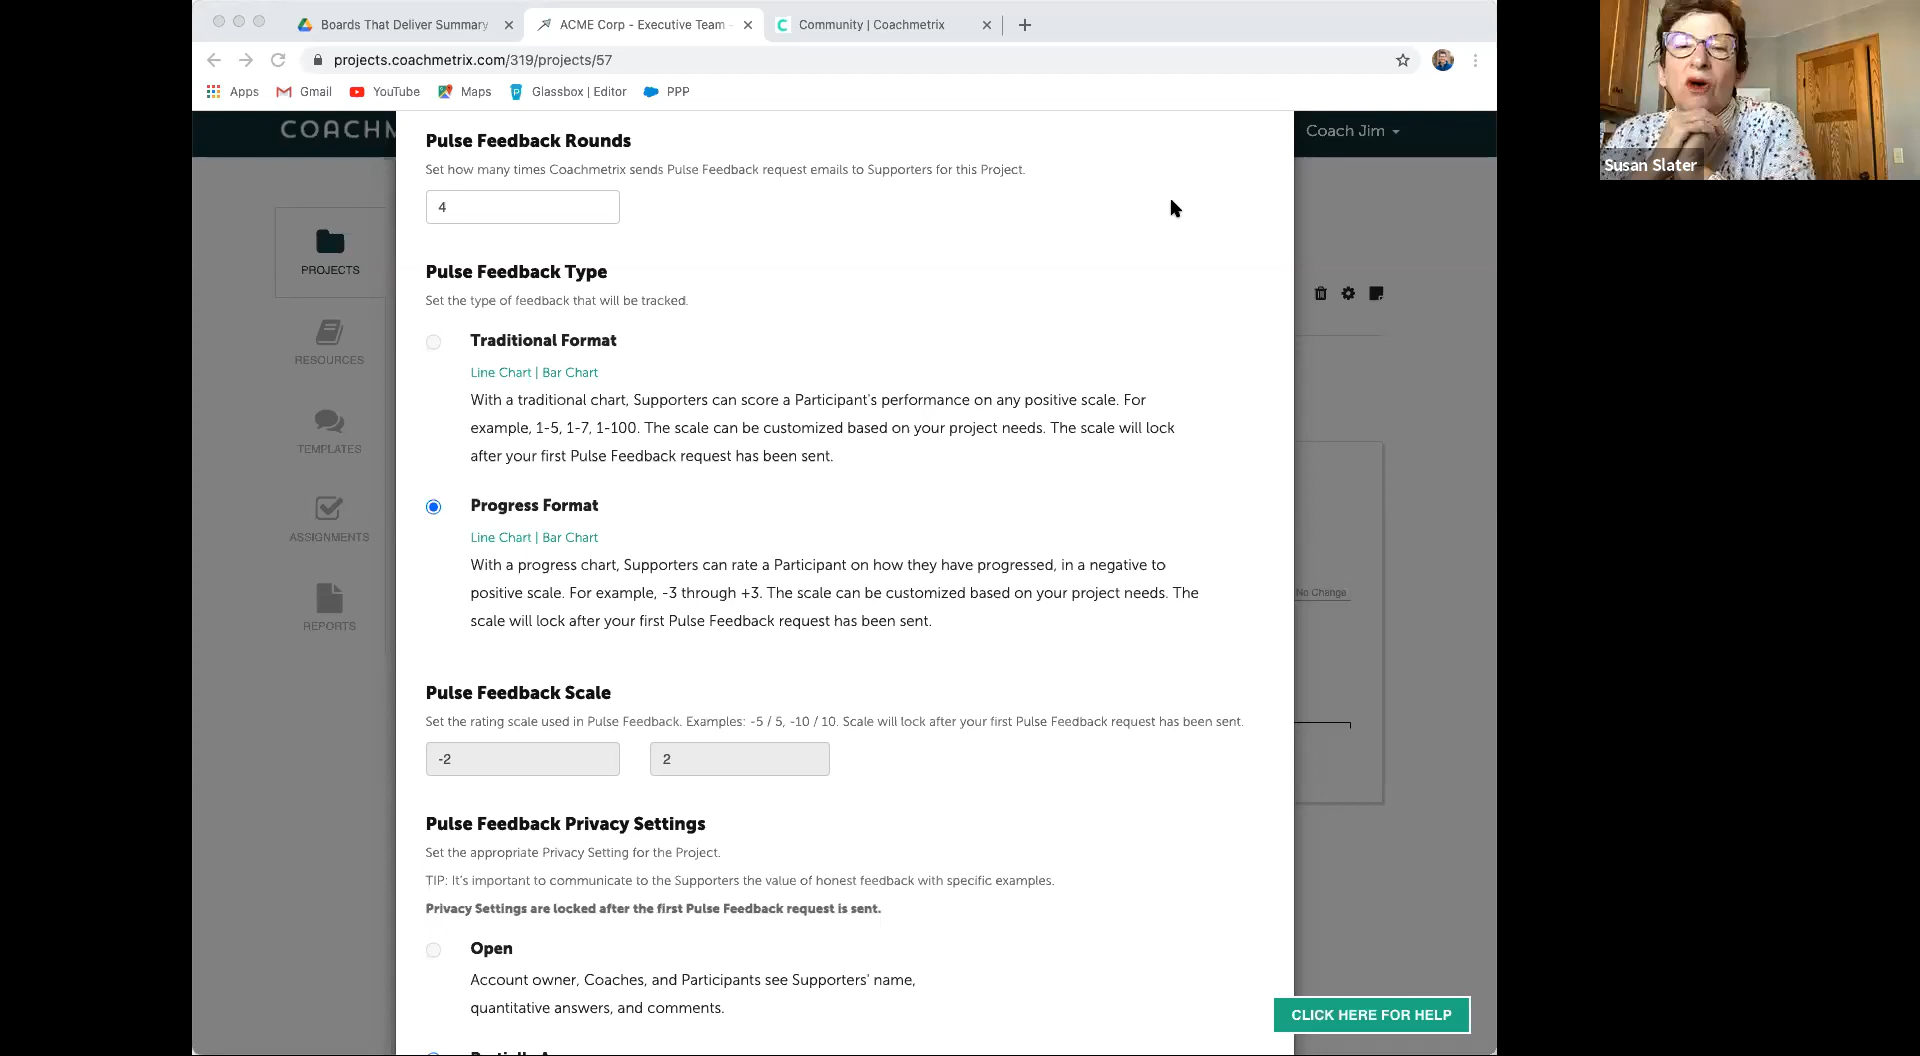 Boards That Deliver Summary
ACME Corp - Executive Team -
Community | Coachmetrix
projects.coachmetrix.com/319/projects/57
Apps
Gmail
YouTube
Maps
Glassbox | Editor
PPP
COACHM
Coach Jim
Susan Slater
Pulse Feedback Rounds
Set how many times Coachmetrix sends Pulse Feedback request emails to Supporters for this Project.
4
PROJECTS
RESOURCES
TEMPLATES
ASSIGNMENTS
REPORTS
Pulse Feedback Type
Set the type of feedback that will be tracked.
Traditional Format
Line Chart | Bar Chart
With a traditional chart, Supporters can score a Participant's performance on any positive scale. For
example, 1-5, 1-7, 1-100. The scale can be customized based on your project needs. The scale will lock
after your first Pulse Feedback request has been sent.
Progress Format
Line Chart | Bar Chart
With a progress chart, Supporters can rate a Participant on how they have progressed, in a negative to
positive scale. For example, -3 through +3. The scale can be customized based on your project needs. The
scale will lock after your first Pulse Feedback request has been sent.
No Change
Pulse Feedback Scale
Set the rating scale used in Pulse Feedback. Examples: -5 / 5, -10 / 10. Scale will lock after your first Pulse Feedback request has been sent.
-2
2
Pulse Feedback Privacy Settings
Set the appropriate Privacy Setting for the Project.
TIP: It's important to communicate to the Supporters the value of honest feedback with specific examples.
Privacy Settings are locked after the first Pulse Feedback request is sent.
Open
Account owner, Coaches, and Participants see Supporters' name,
quantitative answers, and comments.
CLICK HERE FOR HELP